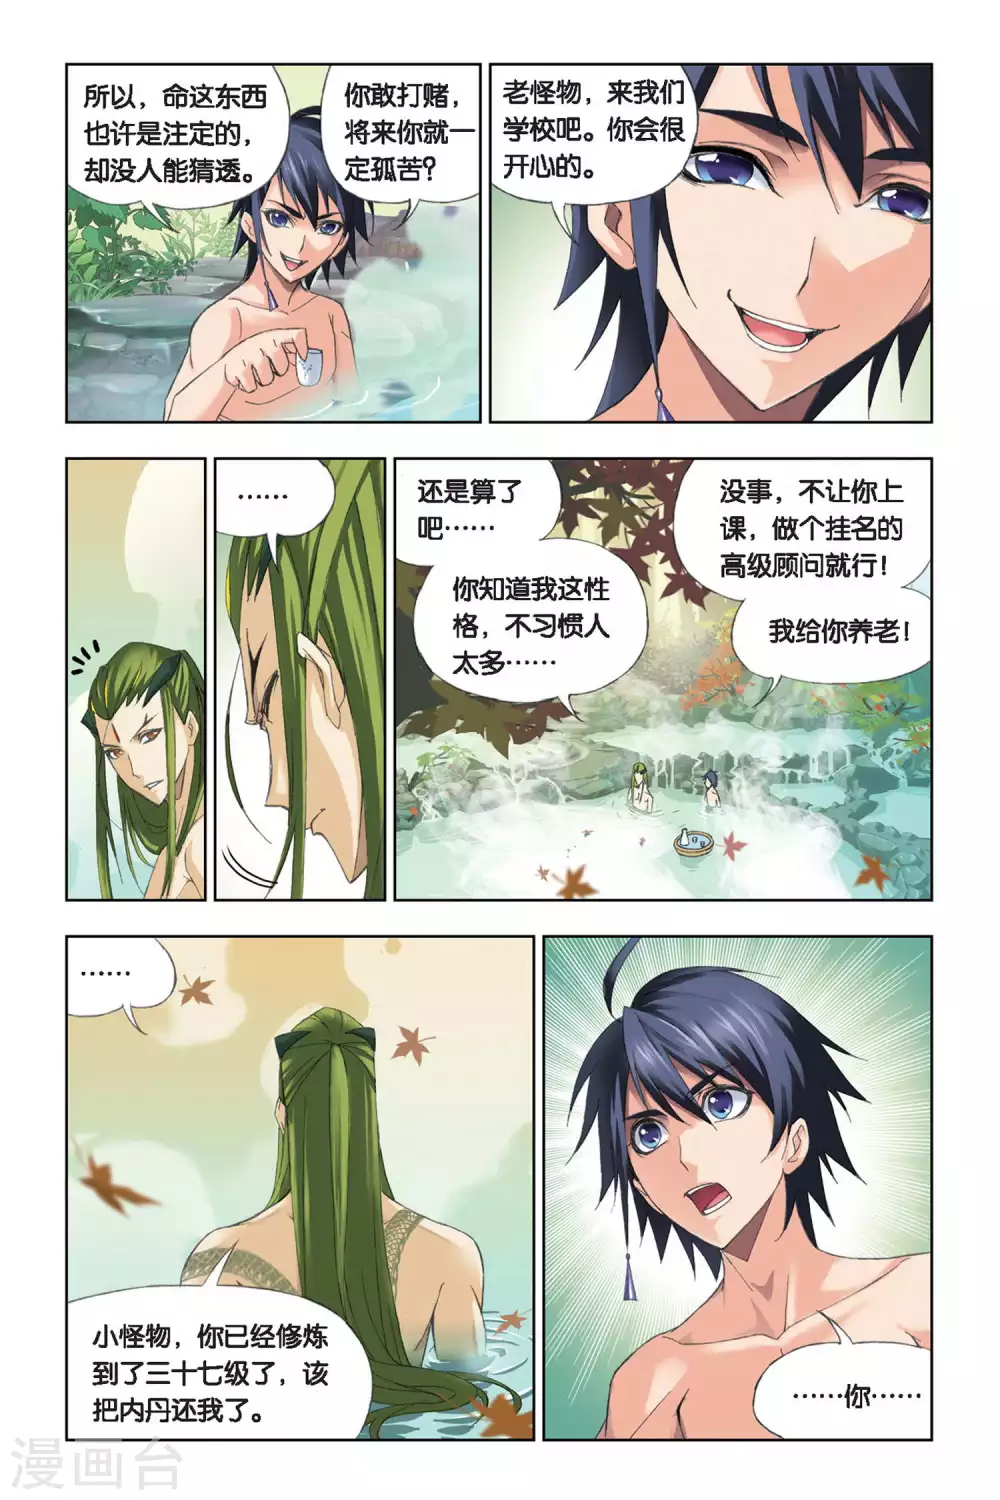 所以，命这东西
也许是注定的，
却没人能猜透。
你敢打赌，
将来你就一
定孤苦？
老怪物，来我们
学校吧。你会很
开心的。
……
还是算了
吧……
你知道我这性
格，不习惯人
太多……
没事，不让你上
课，做个挂名的
高级顾问就行！
我给你养老！
……
小怪物，你已经修炼
到了三十七级了，该
把内丹还我了。
……你……
漫画台